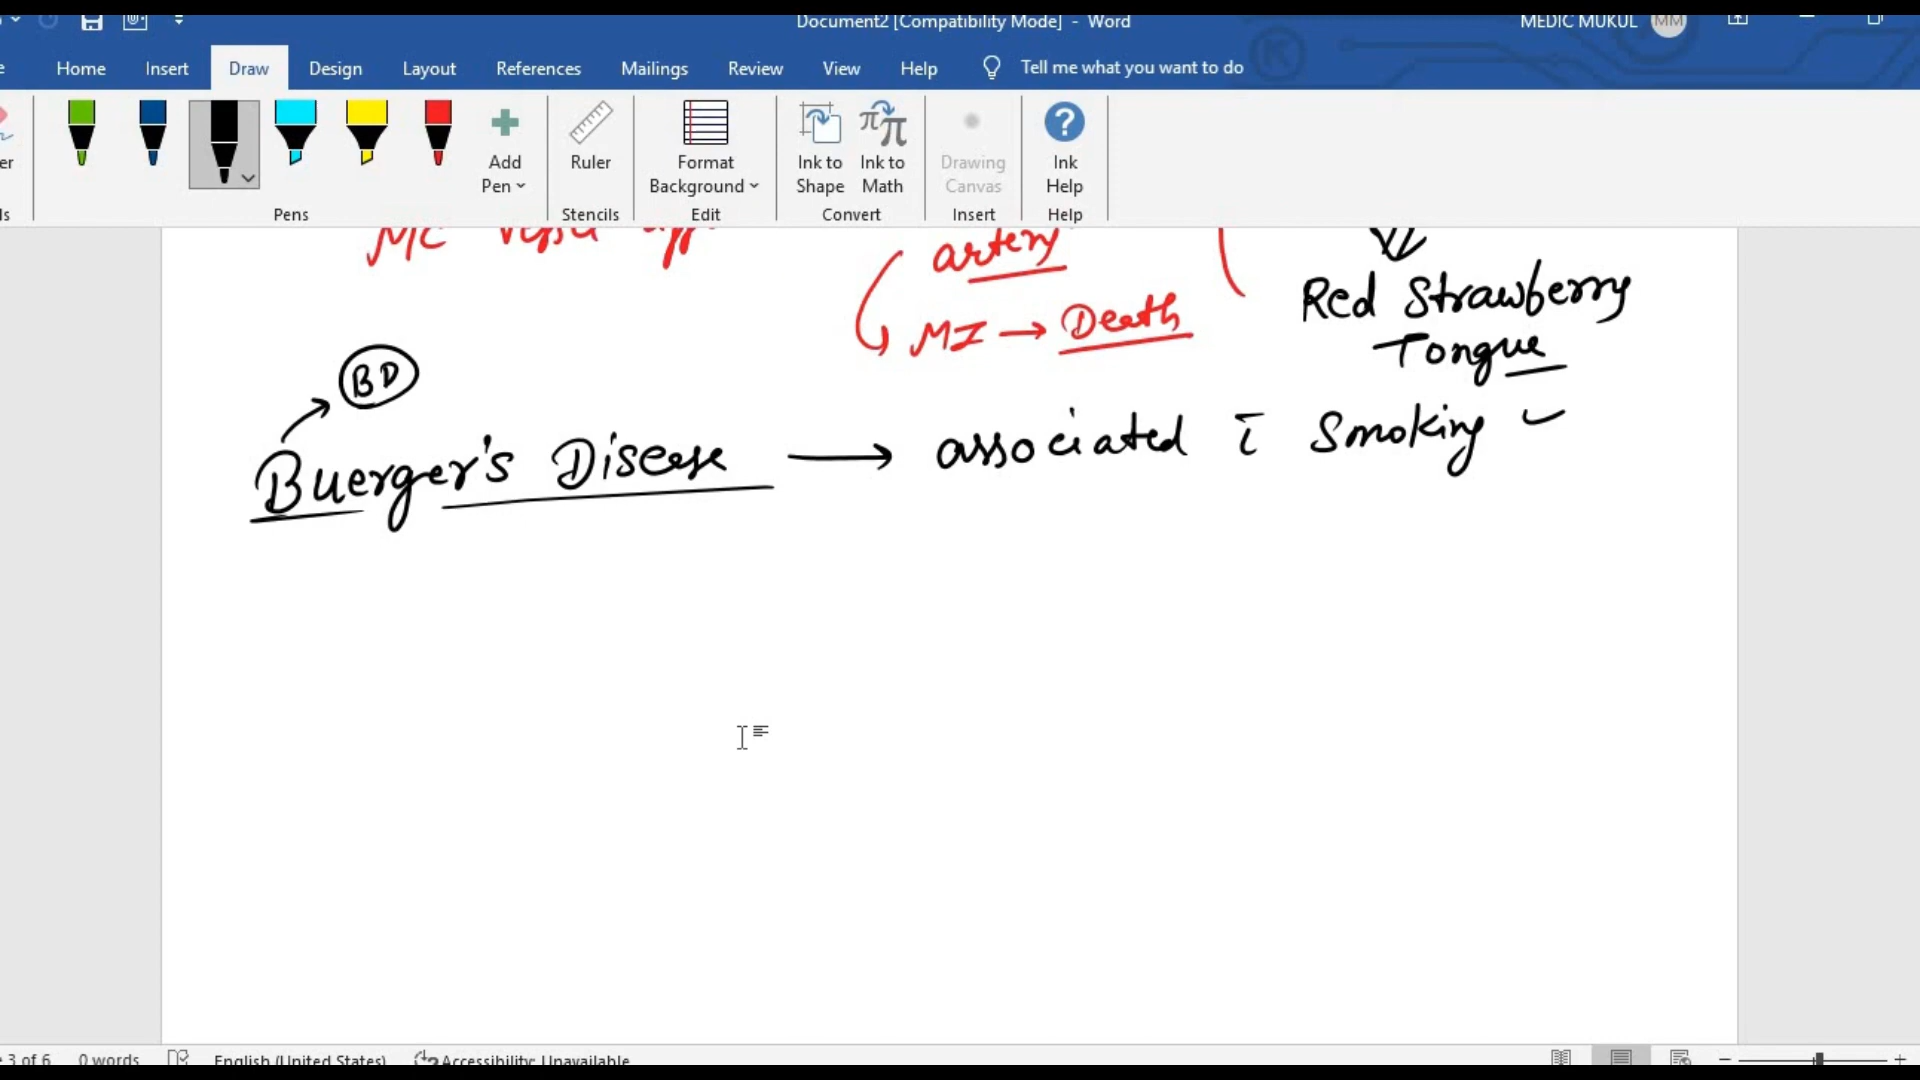 Document2 [Compatibility Mode] - Word
MEDIC MUKUL MM
Home Insert Draw Design Layout References Mailings Review View Help Tell me what you want to do
Add Pen
Ruler
Format Background
Ink to Shape
Ink to Math
Drawing Canvas
Ink Help
Pens Stencils Edit Convert Insert Help
MC
artery
MI → Death
Red Strawberry
Tongue
BD
Buerger's Disease → associated c̄ Smoking
3 of 6 0 words English (United States) Accessibility: Unavailable